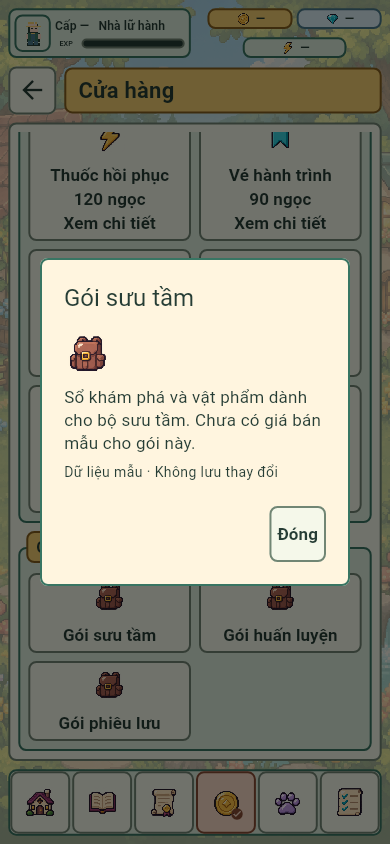 Cấp — Nhà lữ hành
EXP
—
—
—
Cửa hàng
Thuốc hồi phục
120 ngọc
Xem chi tiết
Vé hành trình
90 ngọc
Xem chi tiết
Gói sưu tầm
Sổ khám phá và vật phẩm dành
cho bộ sưu tầm. Chưa có giá bán
mẫu cho gói này.
Dữ liệu mẫu · Không lưu thay đổi
Đóng
Gói sưu tầm
Gói huấn luyện
Gói phiêu lưu